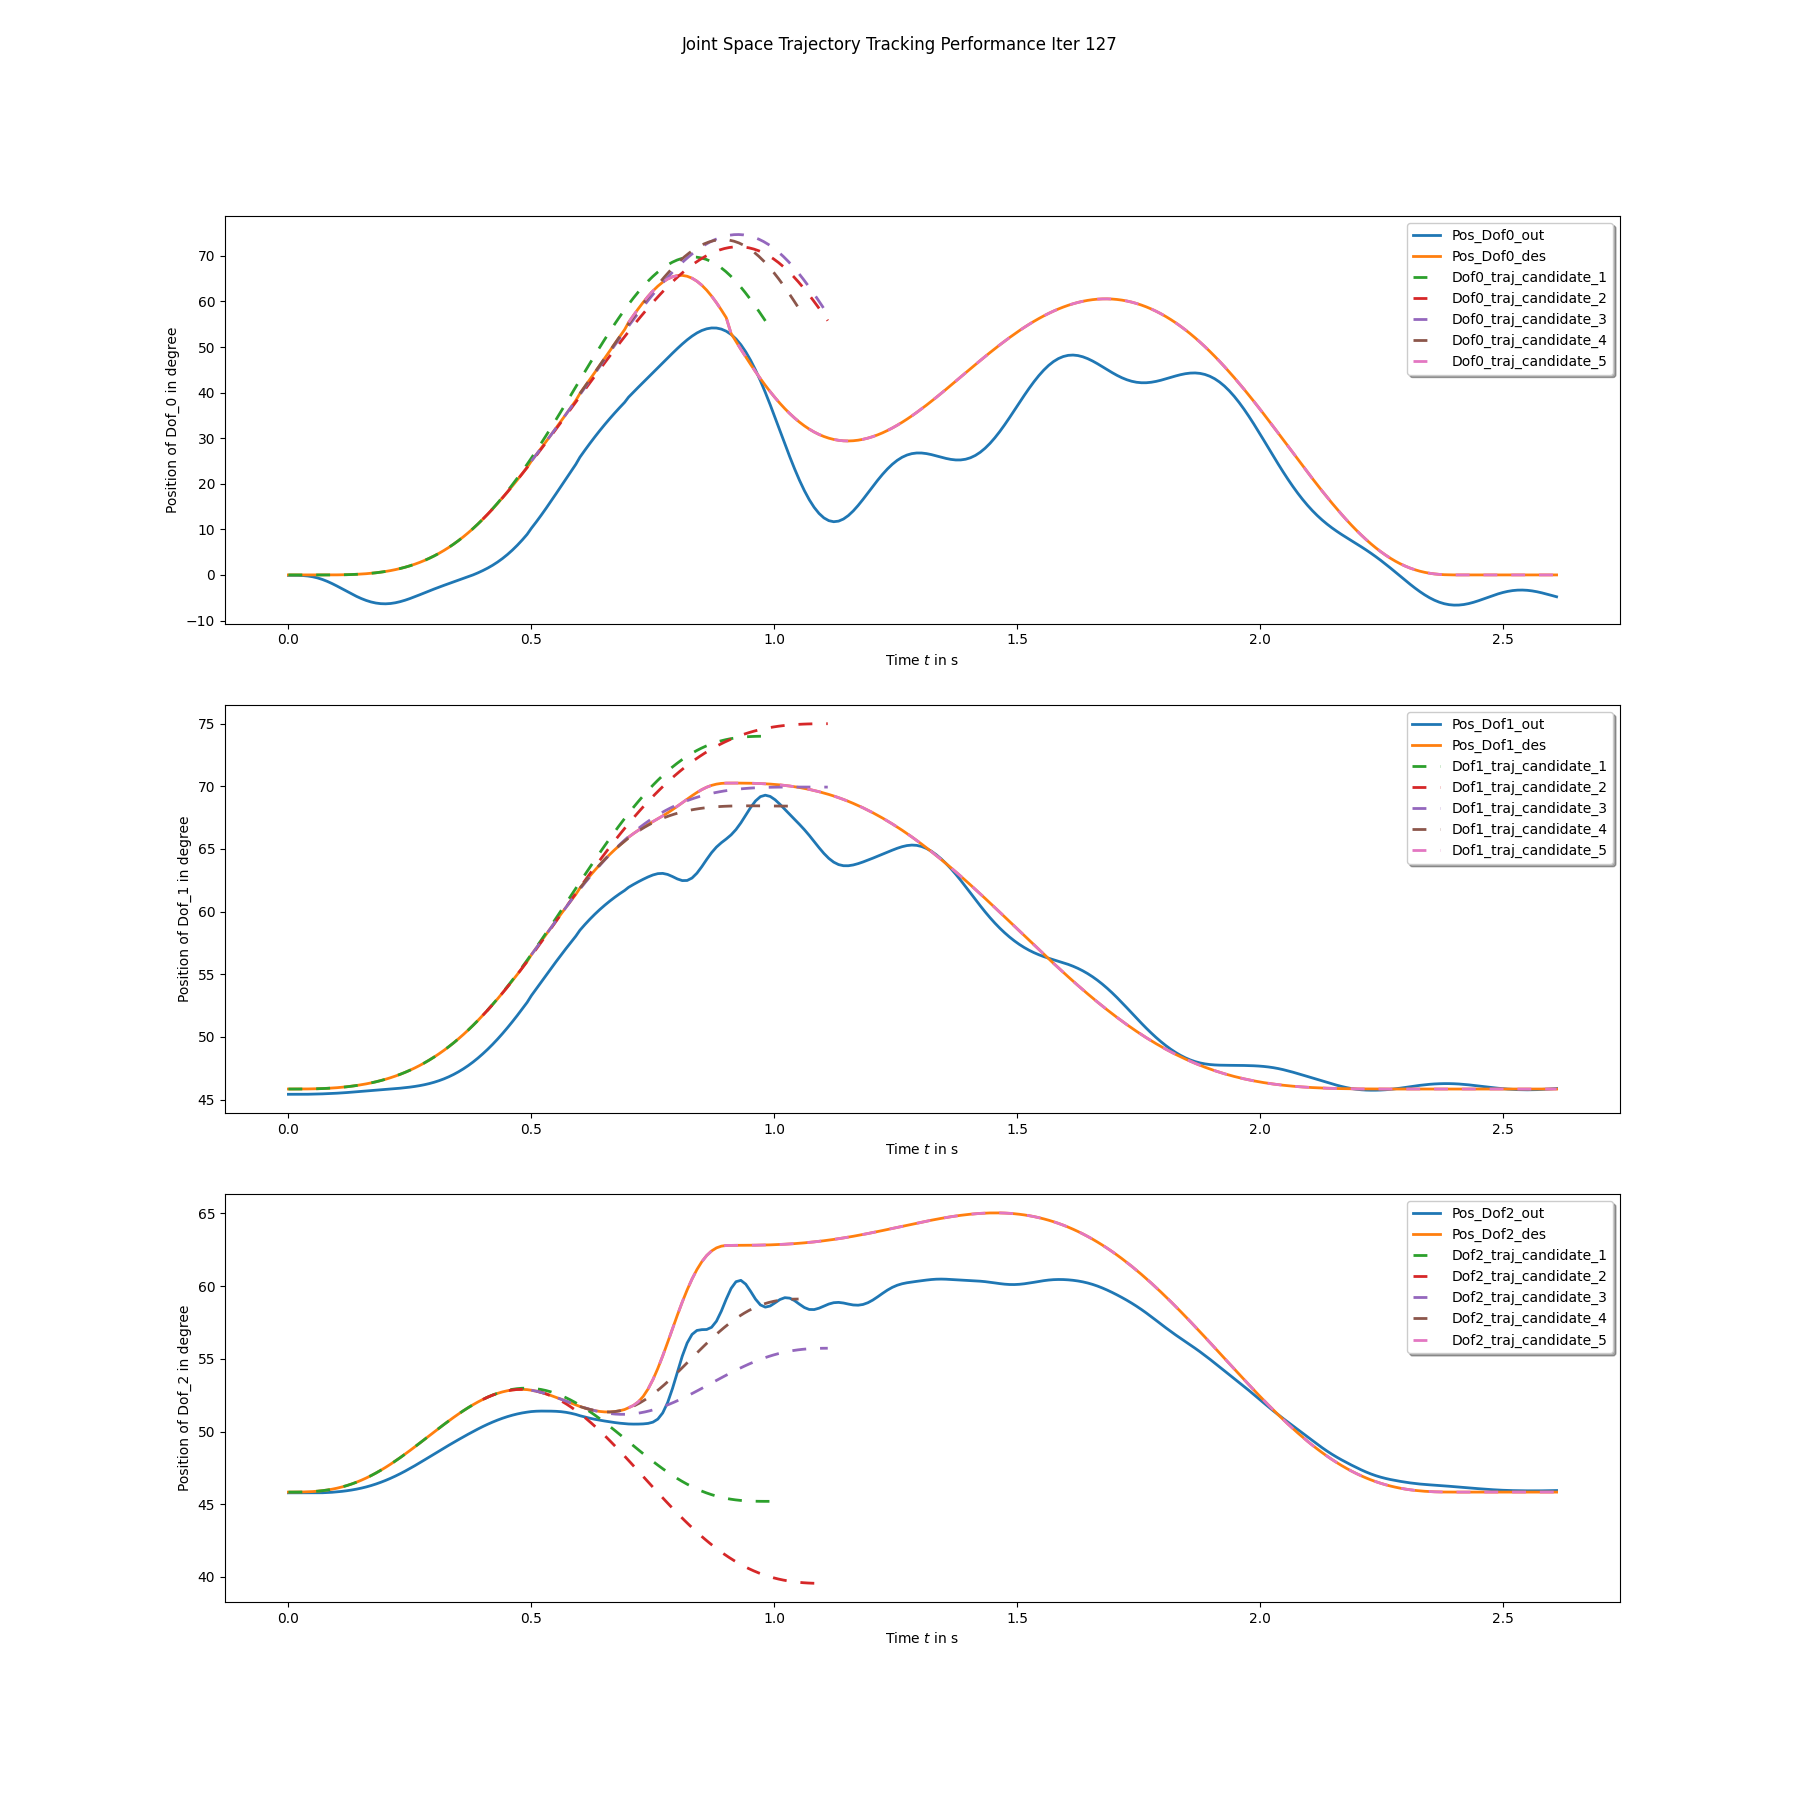 Joint Space Trajectory Tracking Performance Iter 127
Position of Dof_0 in degree
70
60
50
40
30
20
10
0
−10
0.0 0.5 1.0 1.5 2.0 2.5
Time t in s
Pos_Dof0_out
Pos_Dof0_des
Dof0_traj_candidate_1
Dof0_traj_candidate_2
Dof0_traj_candidate_3
Dof0_traj_candidate_4
Dof0_traj_candidate_5
Position of Dof_1 in degree
75
70
65
60
55
50
45
0.0 0.5 1.0 1.5 2.0 2.5
Time t in s
Pos_Dof1_out
Pos_Dof1_des
Dof1_traj_candidate_1
Dof1_traj_candidate_2
Dof1_traj_candidate_3
Dof1_traj_candidate_4
Dof1_traj_candidate_5
Position of Dof_2 in degree
65
60
55
50
45
40
0.0 0.5 1.0 1.5 2.0 2.5
Time t in s
Pos_Dof2_out
Pos_Dof2_des
Dof2_traj_candidate_1
Dof2_traj_candidate_2
Dof2_traj_candidate_3
Dof2_traj_candidate_4
Dof2_traj_candidate_5